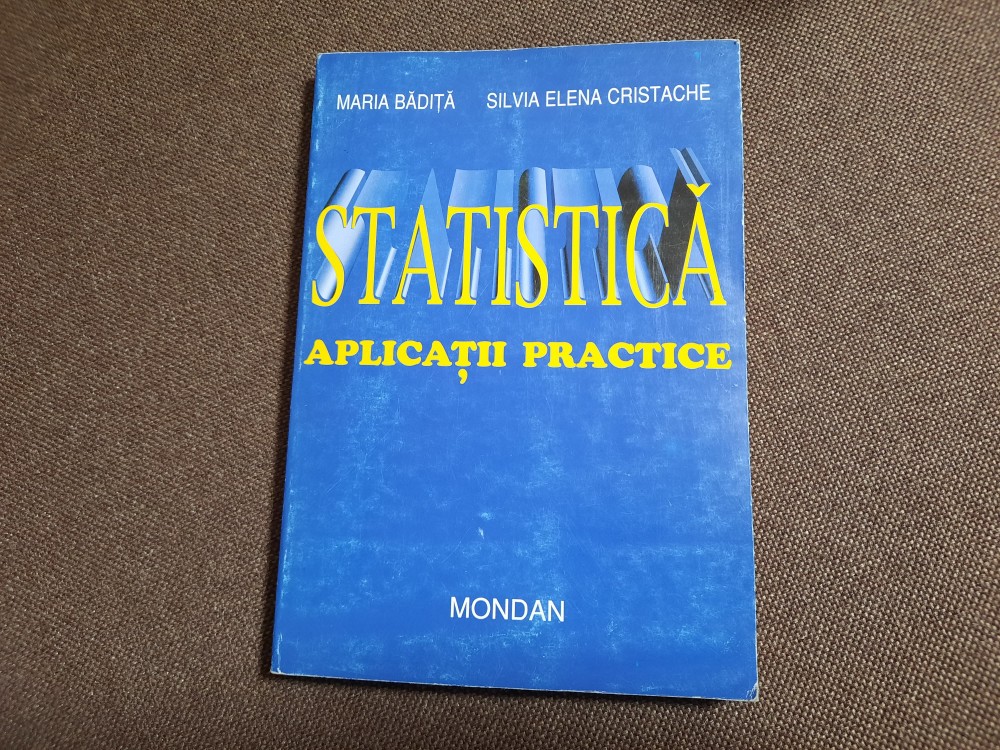 MARIA BĂDIȚĂ SILVIA ELENA CRISTACHE
STATISTICĂ
APLICAȚII PRACTICE
MONDAN